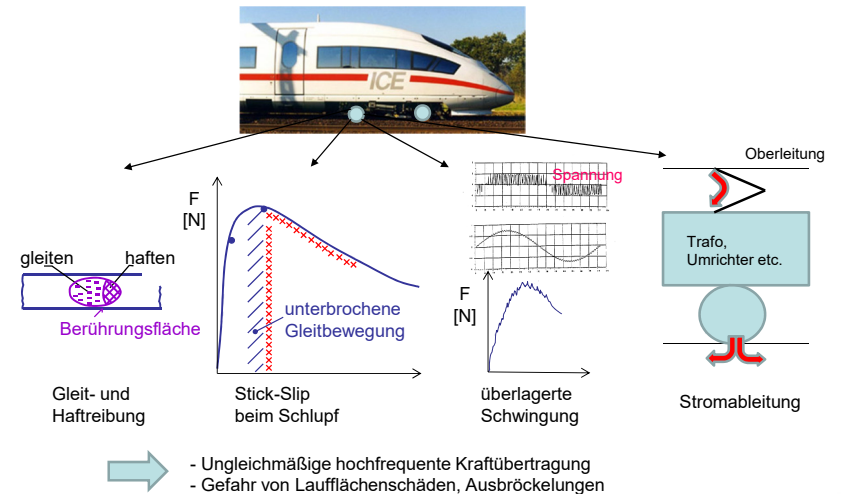 ICE
Oberleitung
Spannung
F
[N]
Trafo,
Umrichter etc.
gleiten
haften
F
[N]
unterbrochene
Gleitbewegung
Berührungsfläche
Gleit- und
Haftreibung
Stick-Slip
beim Schlupf
überlagerte
Schwingung
Stromableitung
- Ungleichmäßige hochfrequente Kraftübertragung
- Gefahr von Laufflächenschäden, Ausbröckelungen